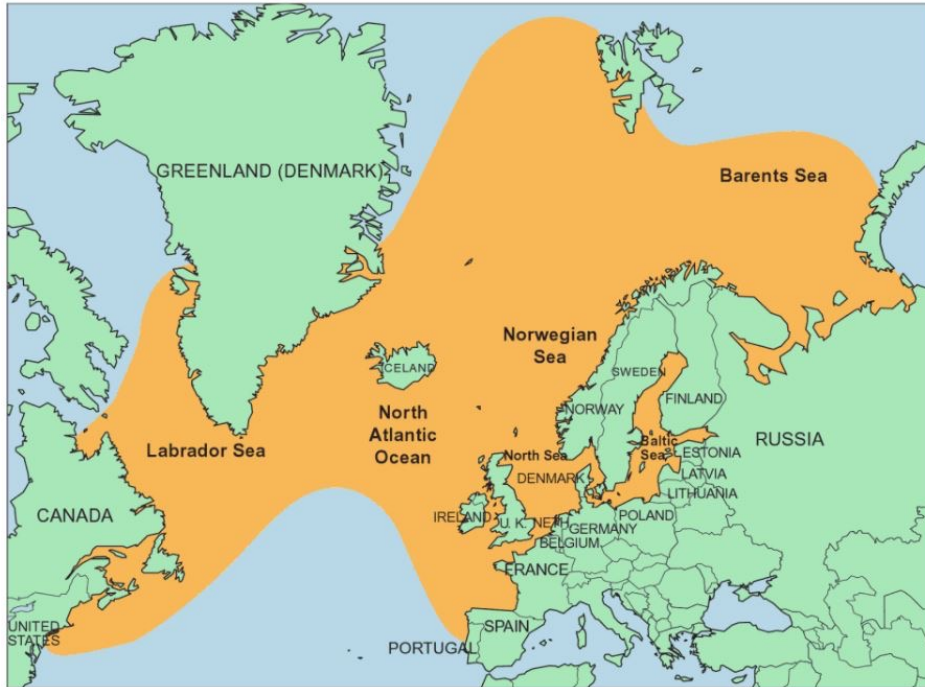 GREENLAND (DENMARK)
Barents Sea
Norwegian
Sea
ICELAND
SWEDEN
FINLAND
NORWAY
North
Atlantic
Ocean
Labrador Sea
RUSSIA
North Sea
Baltic
Sea
ESTONIA
DENMARK
LATVIA
LITHUANIA
CANADA
IRELAND
U. K.
NETH.
POLAND
GERMANY
BELGIUM
FRANCE
UNITED
STATES
SPAIN
PORTUGAL